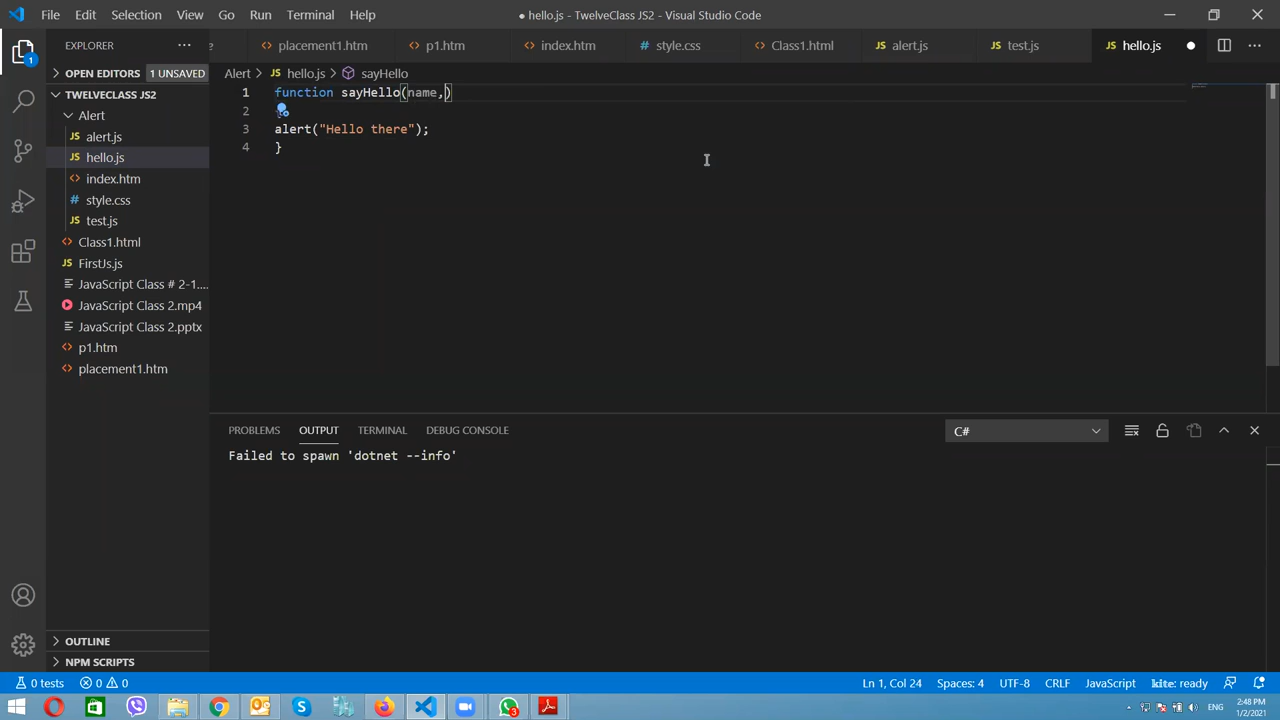 File Edit Selection View Go Run Terminal Help
● hello.js - TwelveClass JS2 - Visual Studio Code
EXPLORER
e placement1.htm p1.htm index.htm style.css Class1.html alert.js test.js hello.js
OPEN EDITORS 1 UNSAVED
Alert > hello.js > sayHello
TWELVECLASS JS2
Alert
alert.js
hello.js
index.htm
style.css
test.js
Class1.html
FirstJs.js
JavaScript Class # 2-1....
JavaScript Class 2.mp4
JavaScript Class 2.pptx
p1.htm
placement1.htm
OUTLINE
NPM SCRIPTS
1 function sayHello(name,)
2
3 alert("Hello there");
4 }
PROBLEMS OUTPUT TERMINAL DEBUG CONSOLE
C#
Failed to spawn 'dotnet --info'
0 tests 0 0
Ln 1, Col 24 Spaces: 4 UTF-8 CRLF JavaScript kite: ready
ENG
2:48 PM
1/2/2021